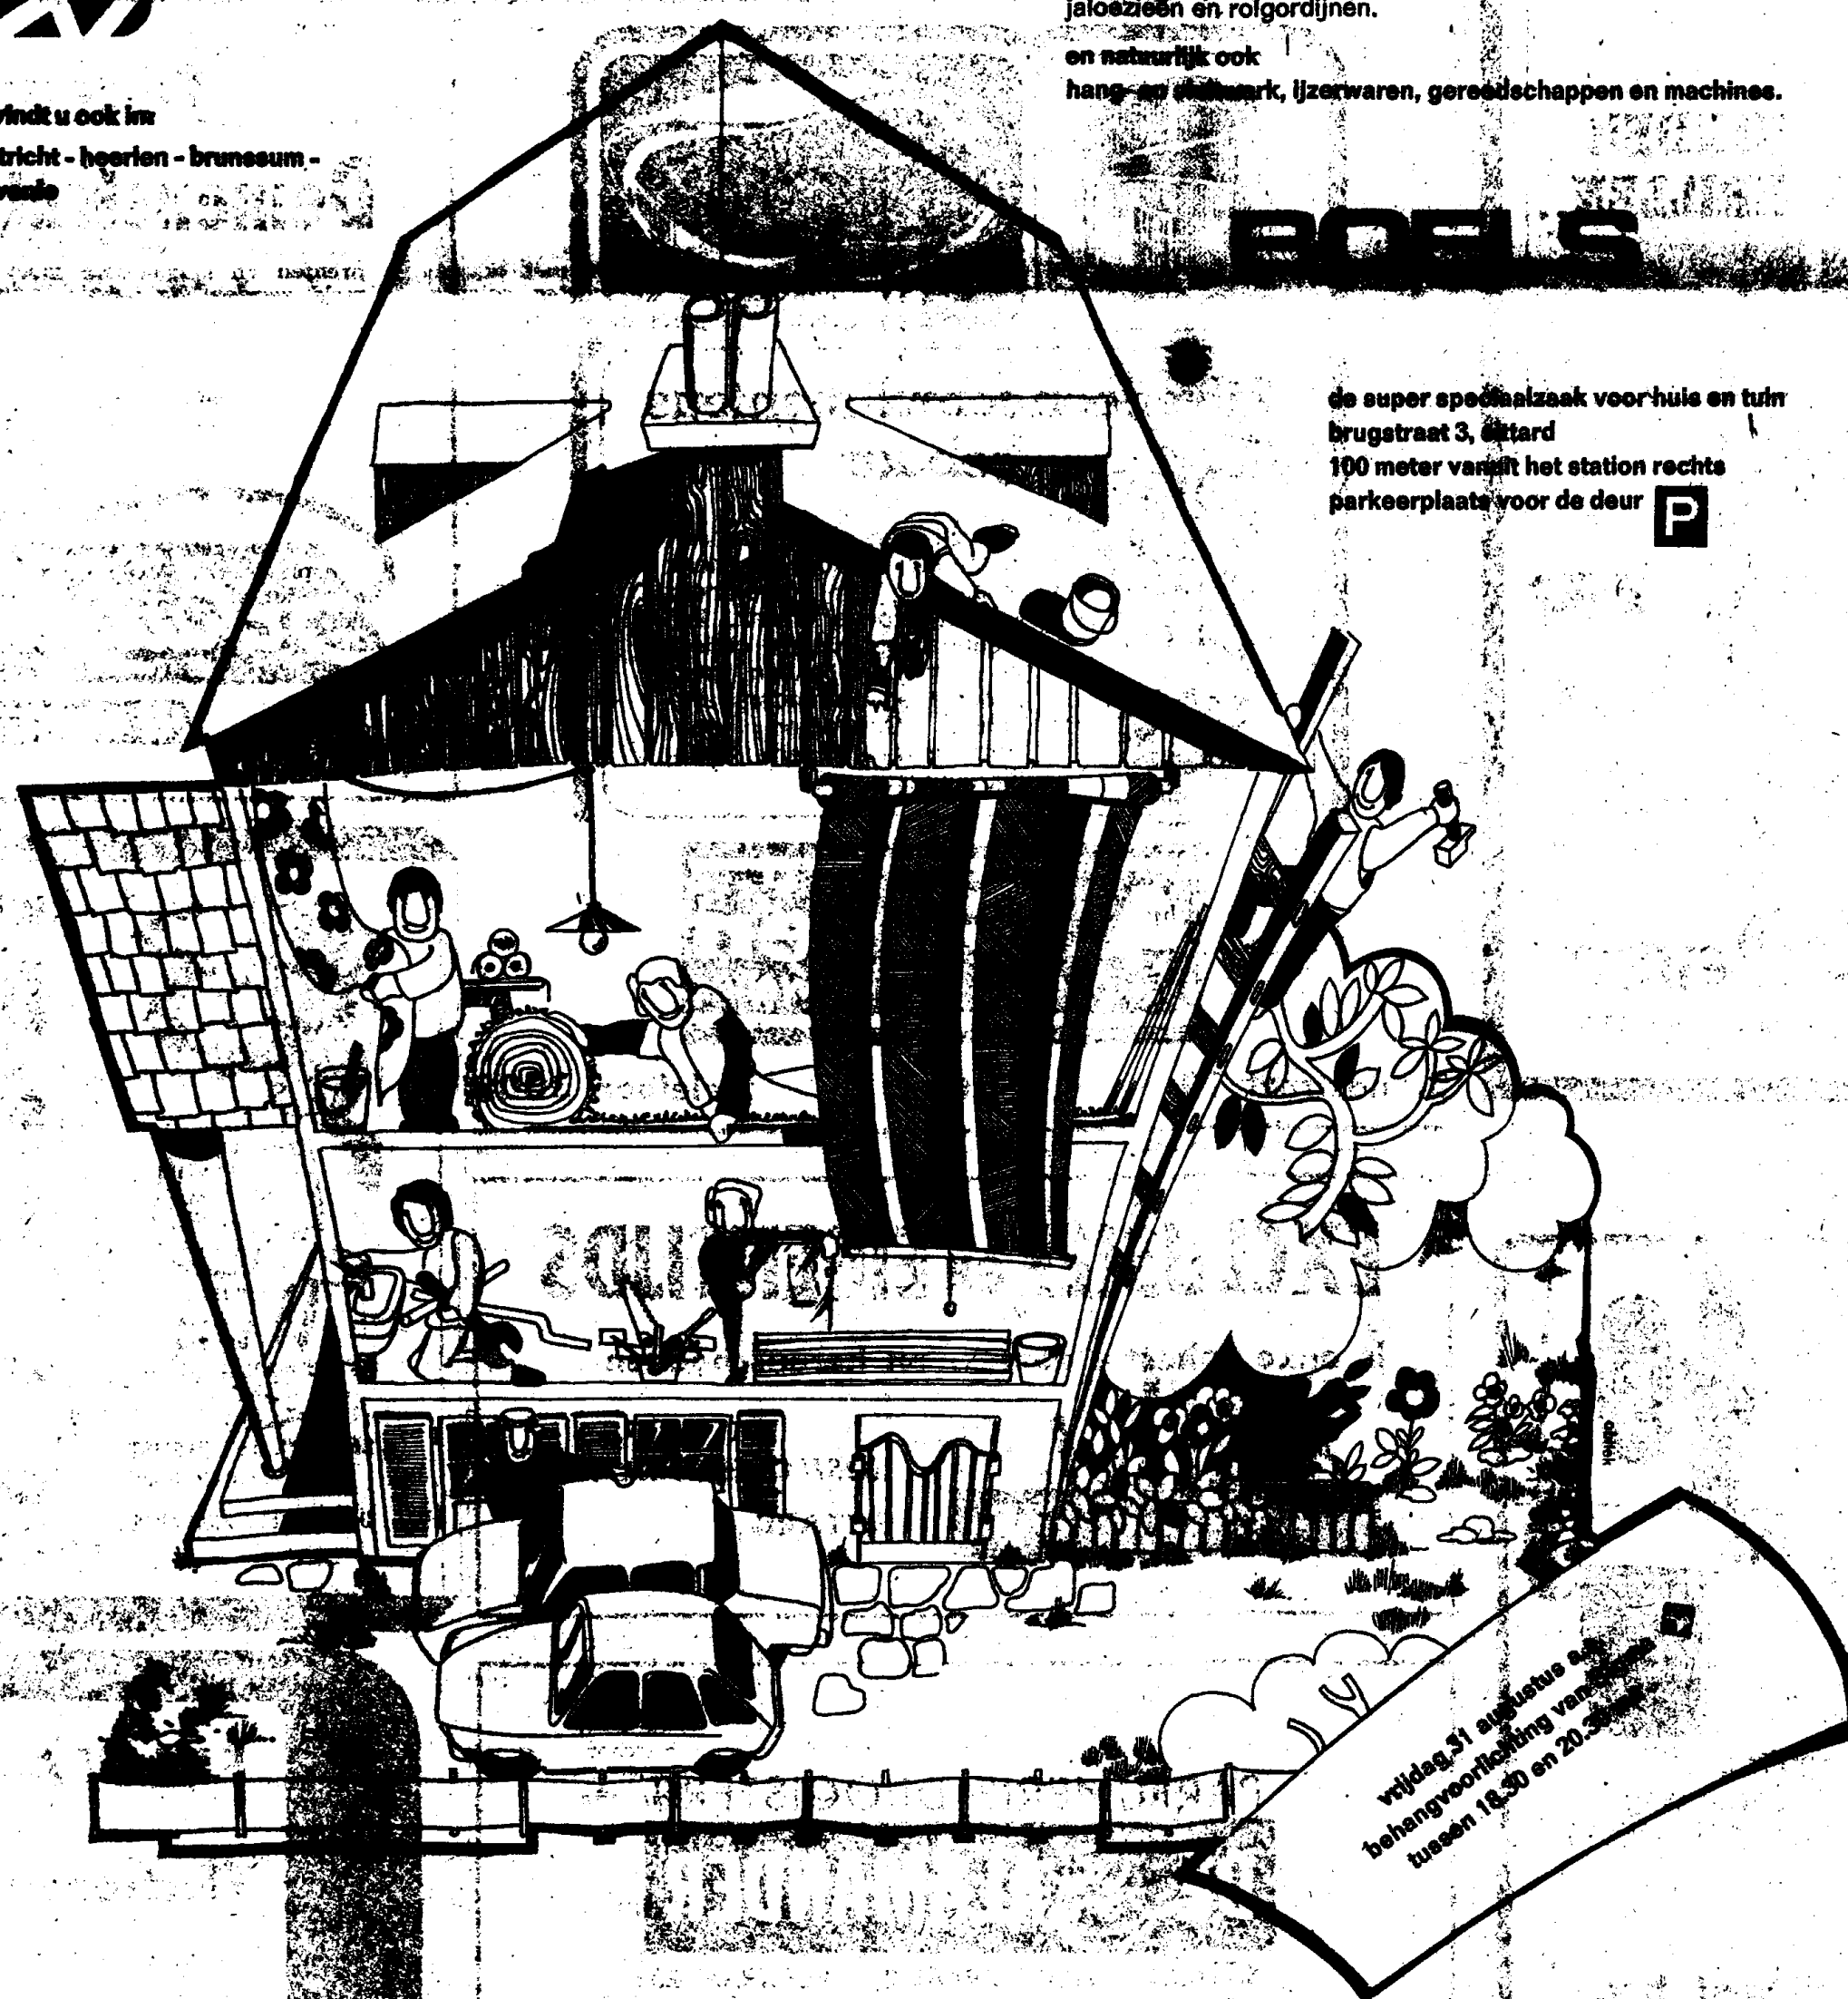 jaloezieën en rolgordijnen.
en natuurlijk ook
hang- en sluitwerk, ijzerwaren, gereedschappen en machines.
vindt u ook in:
tricht - heerlen - brunssum -
BOELS
de super speciaalzaak voor huis en tuin
brugstraat 3, sittard
100 meter vanuit het station rechts
parkeerplaats voor de deur P
vrijdag 31 augustus a.s.
behangvoorlichting van
tussen 18.30 en 20.30